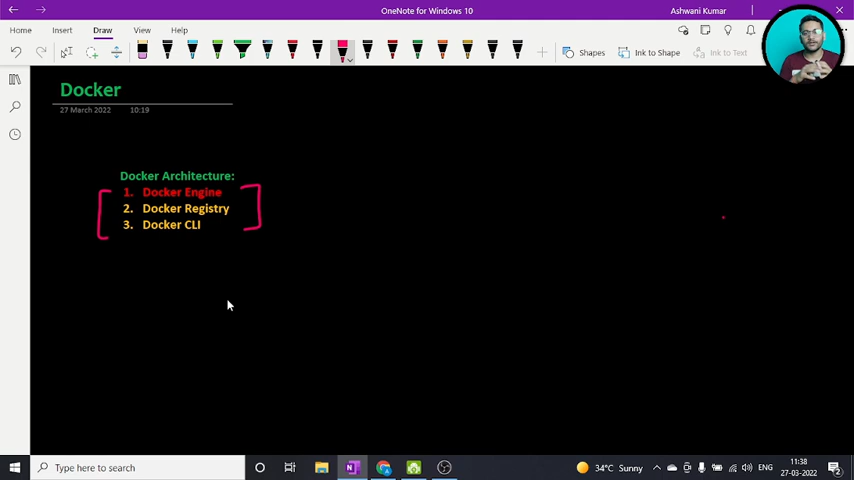 OneNote for Windows 10
Ashwani Kumar
Home
Insert
Draw
View
Help
Shapes
Ink to Shape
Ink to Text
Docker
27 March 2022 10:19
Docker Architecture:
1. Docker Engine
2. Docker Registry
3. Docker CLI
Type here to search
34°C Sunny
ENG
11:38
27-03-2022
2